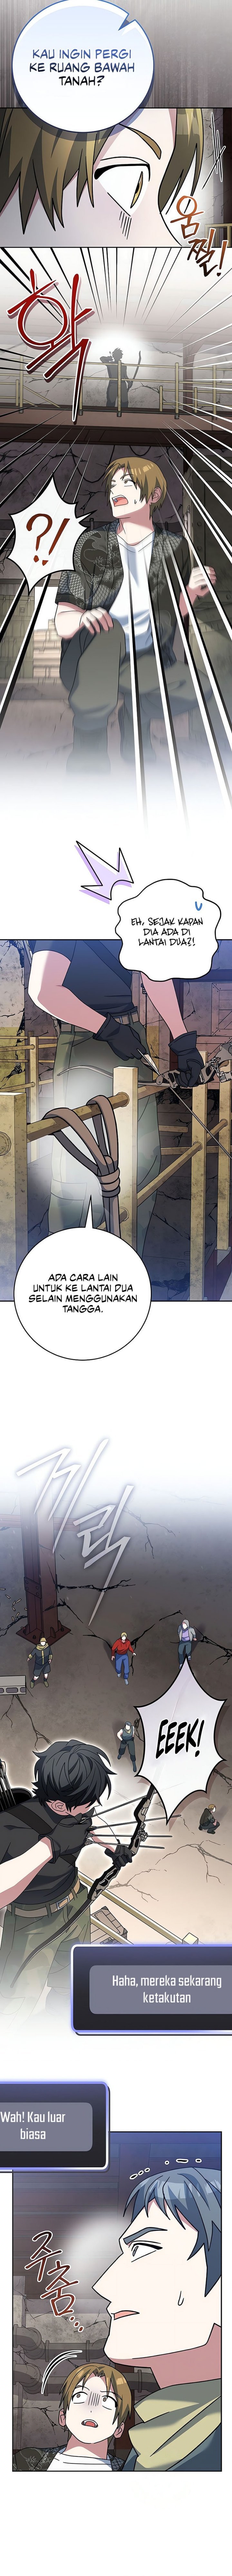 KAU INGIN PERGI
KE RUANG BAWAH
TANAH?
움
찔!
확
?!
EH, SEJAK KAPAN
DIA ADA DI
LANTAI DUA?!
ADA CARA LAIN
UNTUK KE LANTAI DUA
SELAIN MENGGUNAKAN
TANGGA.
EEEK!
Haha, mereka sekarang
ketakutan
Wah! Kau luar
biasa
주
춤...